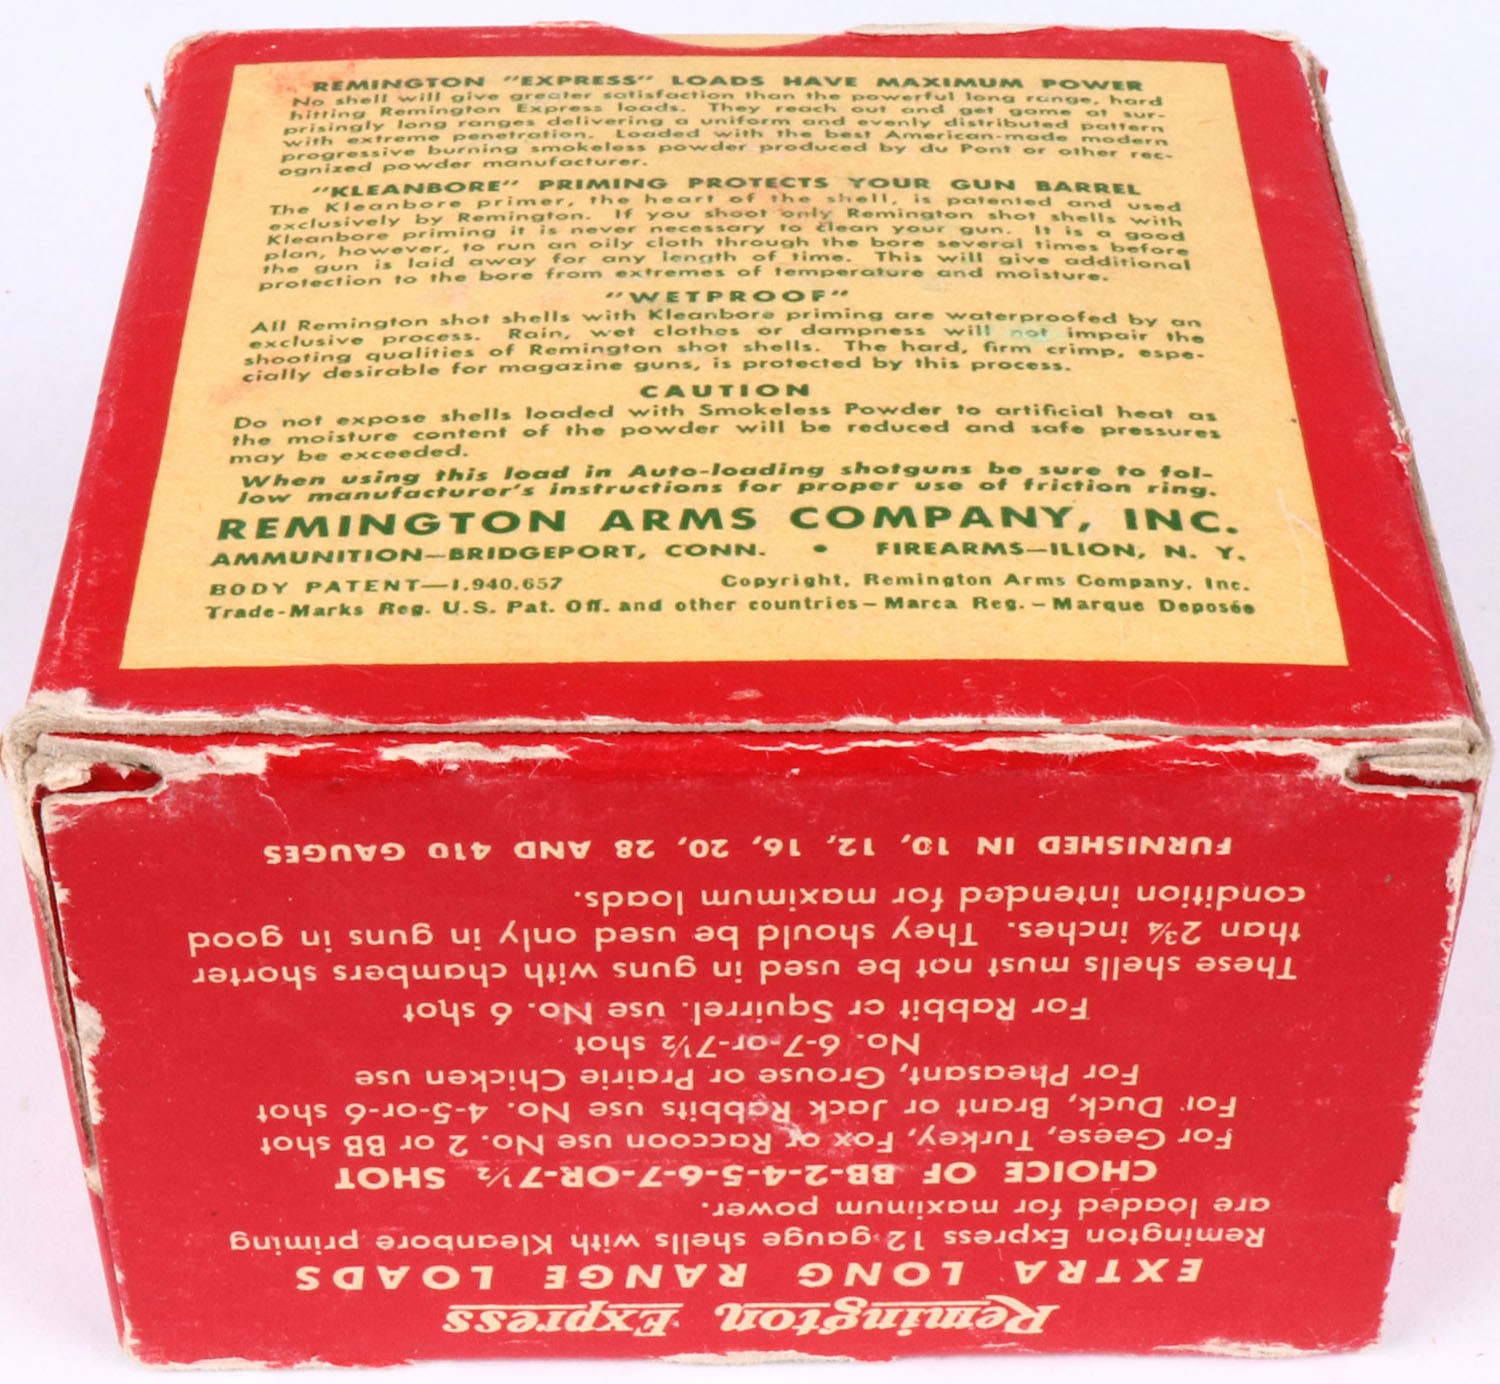 REMINGTON "EXPRESS" LOADS HAVE MAXIMUM POWER
No shell will give greater satisfaction than the powerful long range, hard
hitting Remington Express loads. They reach out and get game at sur-
prisingly long ranges delivering a uniform and evenly distributed pattern
with extreme penetration. Loaded with the best American-made modern
progressive burning smokeless powder produced by du Pont or other rec-
ognized powder manufacturer.
"KLEANBORE" PRIMING PROTECTS YOUR GUN BARREL
The Kleanbore primer, the heart of the shell, is patented and used
exclusively by Remington. If you shoot only Remington shot shells with
Kleanbore priming it is never necessary to clean your gun. It is a good
plan, however, to run an oily cloth through the bore several times before
the gun is laid away for any length of time. This will give additional
protection to the bore from extremes of temperature and moisture.
"WETPROOF"
All Remington shot shells with Kleanbore priming are waterproofed by an
exclusive process. Rain, wet clothes or dampness will not impair the
shooting qualities of Remington shot shells. The hard, firm crimp, espe-
cially desirable for magazine guns, is protected by this process.
CAUTION
Do not expose shells loaded with Smokeless Powder to artificial heat as
the moisture content of the powder will be reduced and safe pressures
may be exceeded.
When using this load in Auto-loading shotguns be sure to fol-
low manufacturer's instructions for proper use of friction ring.
REMINGTON ARMS COMPANY, INC.
AMMUNITION—BRIDGEPORT, CONN. • FIREARMS—ILION, N. Y.
BODY PATENT—1.940.657 Copyright, Remington Arms Company, Inc.
Trade-Marks Reg. U.S. Pat. Off. and other countries – Marca Reg. – Marque Deposée
Remington Express
EXTRA LONG RANGE LOADS
Remington Express 12 gauge shells with Kleanbore priming
are loaded for maximum power.
CHOICE OF BB-2-4-5-6-7-OR-7½ SHOT
For Geese, Turkey, Fox or Raccoon use No. 2 or BB shot
For Duck, Brant or Jack Rabbits use No. 4-5-or-6 shot
For Pheasant, Grouse or Prairie Chicken use
No. 6-7-or-7½ shot
For Rabbit or Squirrel. use No. 6 shot
These shells must not be used in guns with chambers shorter
than 2¾ inches. They should be used only in guns in good
condition intended for maximum loads.
FURNISHED IN 10, 12, 16, 20, 28 AND 410 GAUGES